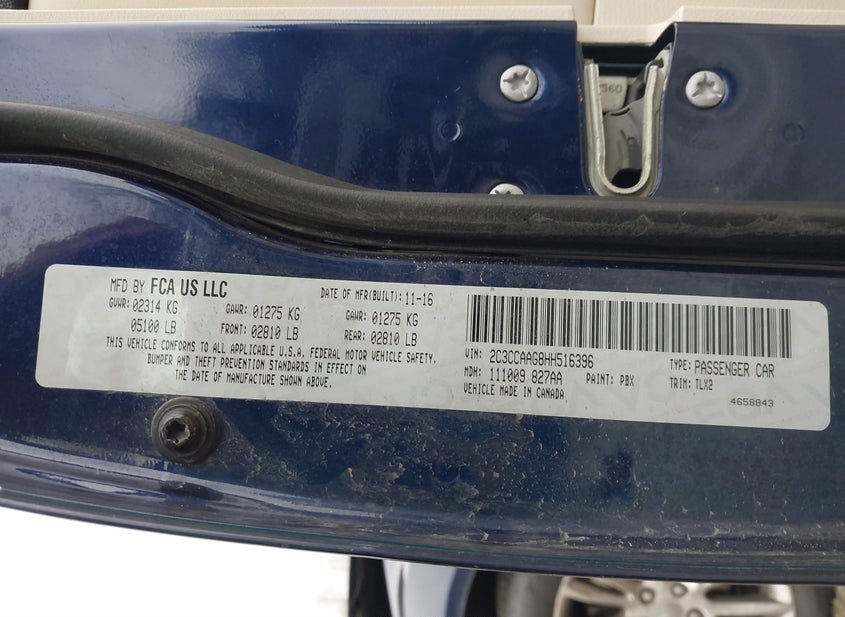 560
MFD BY FCA US LLC
DATE OF MFR(BUILT): 11-16
GVWR: 02314 KG
GAWR: 01275 KG
GAWR: 01275 KG
05100 LB
FRONT: 02810 LB
REAR: 02810 LB
THIS VEHICLE CONFORMS TO ALL APPLICABLE U.S.A. FEDERAL MOTOR VEHICLE SAFETY,
BUMPER AND THEFT PREVENTION STANDARDS IN EFFECT ON
THE DATE OF MANUFACTURE SHOWN ABOVE.
VIN: 2C3CCAAG8HH516396
TYPE: PASSENGER CAR
MDH: 111009 827AA
PAINT: PBX
TRIM: TLX2
VEHICLE MADE IN CANADA
4658843